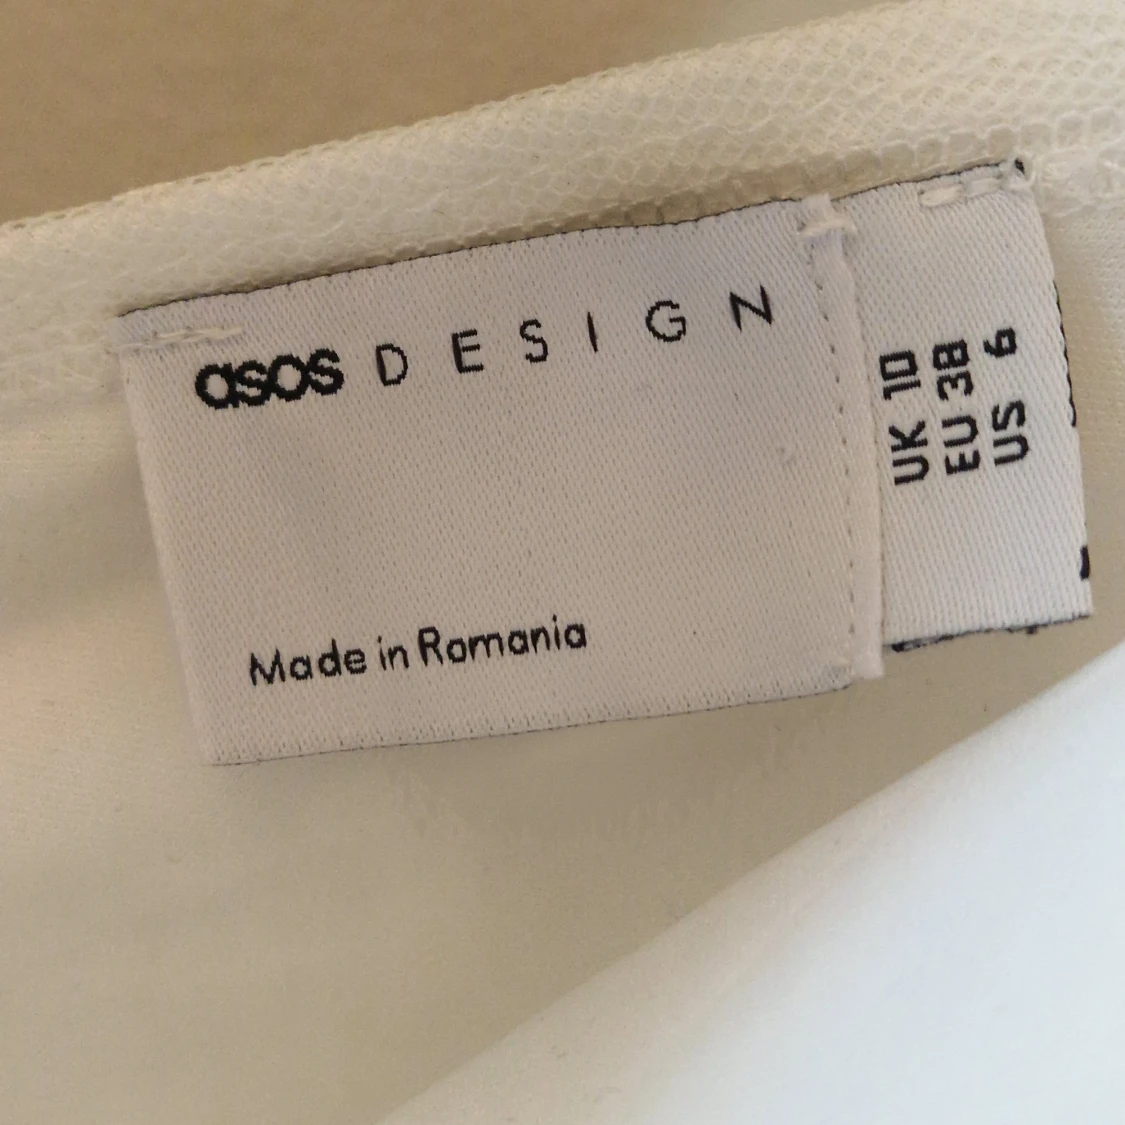 asos DESIGN
Made in Romania
UK 10
EU 38
US 6